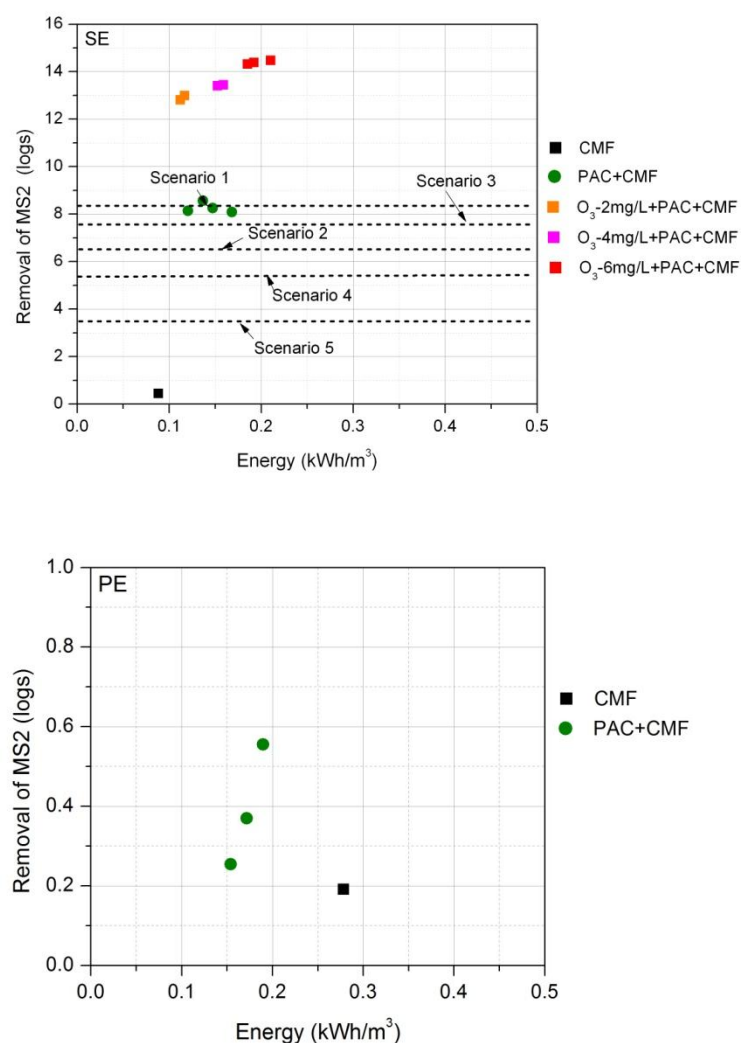 SE
16
14
12
10
8
6
4
2
0
Removal of MS2 (logs)
Scenario 1
Scenario 3
Scenario 2
Scenario 4
Scenario 5
0.0 0.1 0.2 0.3 0.4 0.5
Energy (kWh/m³)
CMF
PAC+CMF
O₃-2mg/L+PAC+CMF
O₃-4mg/L+PAC+CMF
O₃-6mg/L+PAC+CMF
PE
1.0
0.8
0.6
0.4
0.2
0.0
Removal of MS2 (logs)
0.0 0.1 0.2 0.3 0.4 0.5
Energy (kWh/m³)
CMF
PAC+CMF